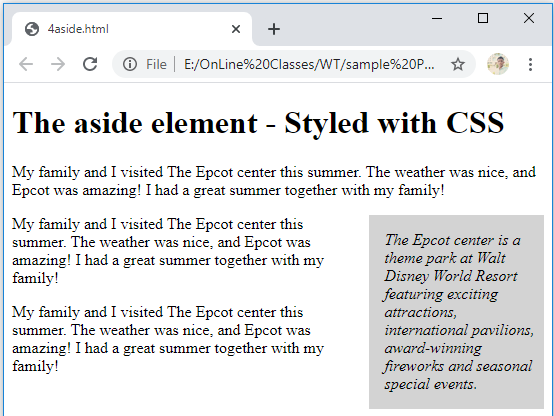 4aside.html
File | E:/OnLine%20Classes/WT/sample%20P...
The aside element - Styled with CSS
My family and I visited The Epcot center this summer. The weather was nice, and
Epcot was amazing! I had a great summer together with my family!
My family and I visited The Epcot center this
summer. The weather was nice, and Epcot was
amazing! I had a great summer together with my
family!
My family and I visited The Epcot center this
summer. The weather was nice, and Epcot was
amazing! I had a great summer together with my
family!
The Epcot center is a
theme park at Walt
Disney World Resort
featuring exciting
attractions,
international pavilions,
award-winning
fireworks and seasonal
special events.